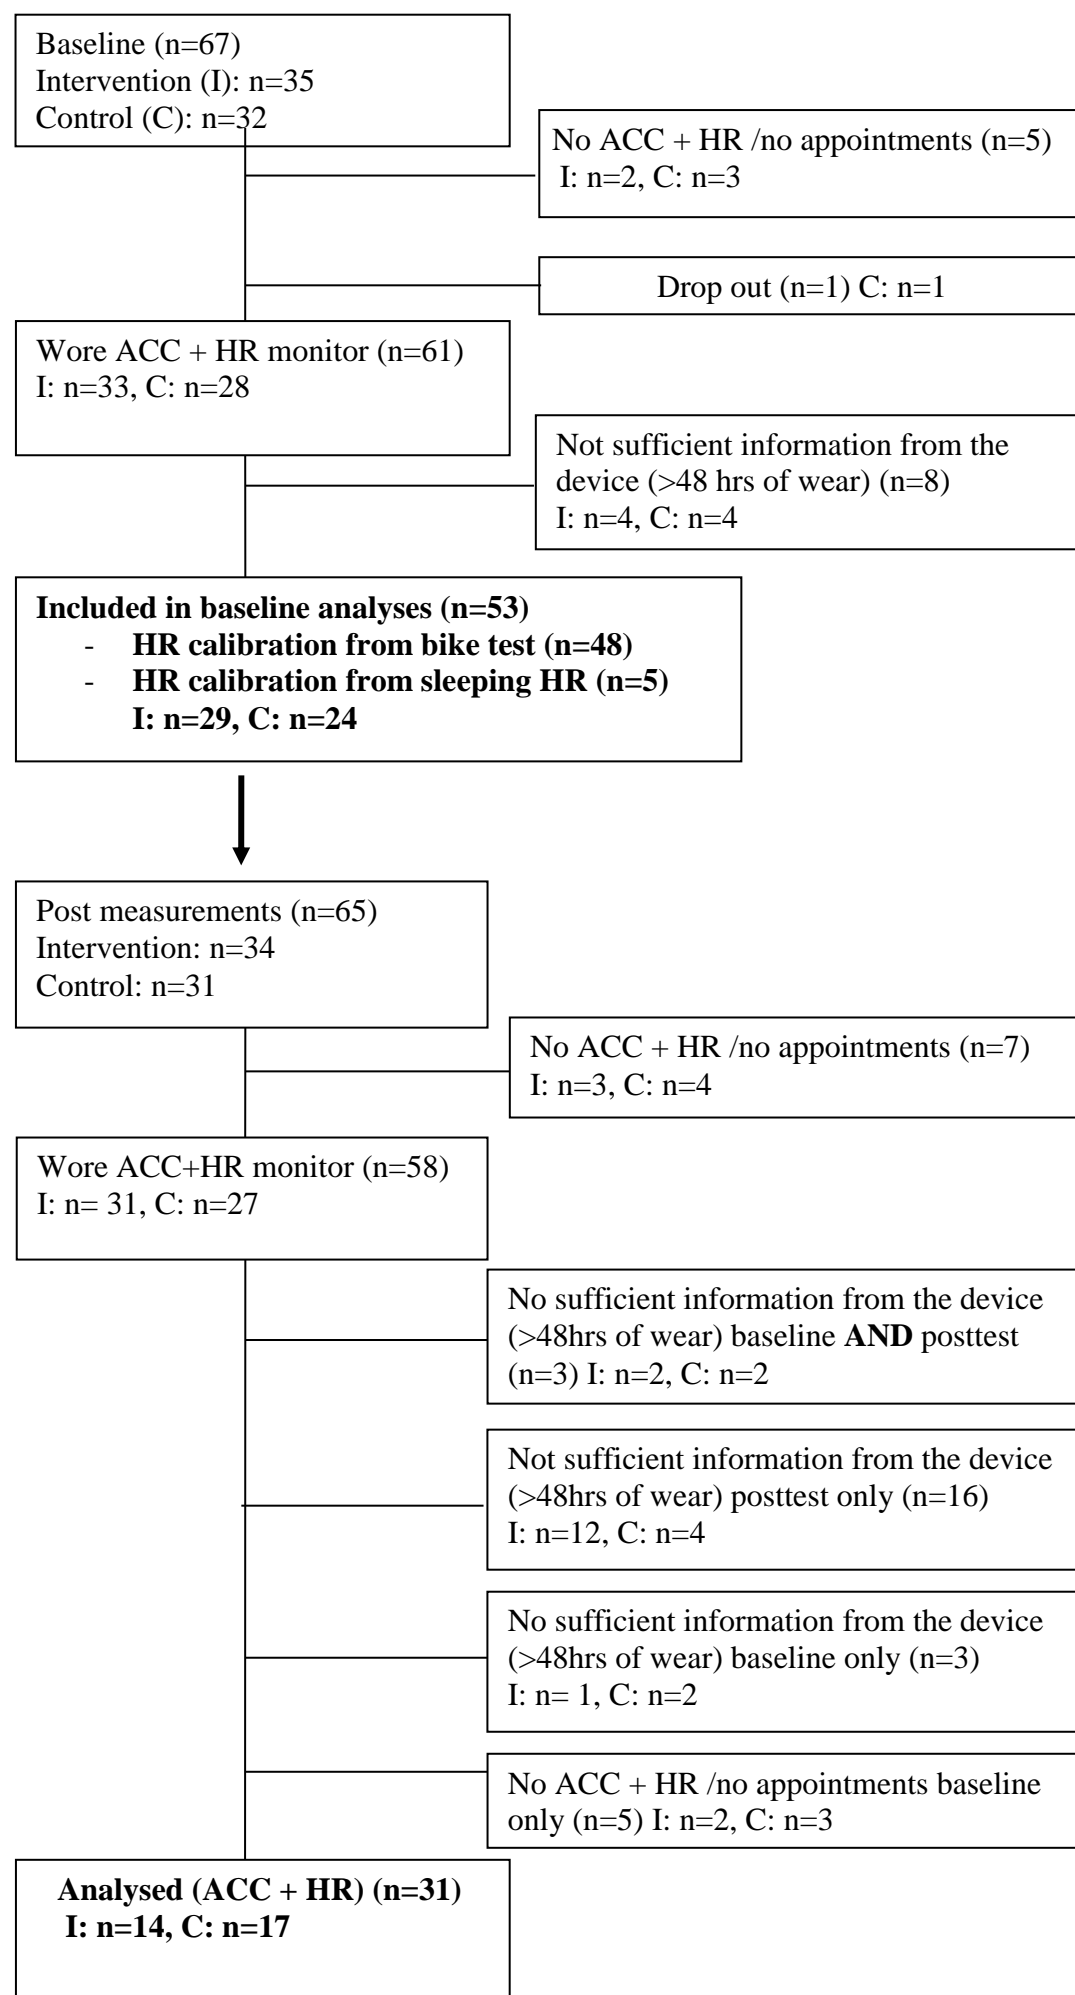 Baseline (n=67)
Intervention (I): n=35
Control (C): n=32
No ACC + HR /no appointments (n=5)
I: n=2, C: n=3
Drop out (n=1) C: n=1
Wore ACC + HR monitor (n=61)
I: n=33, C: n=28
Not sufficient information from the
device (>48 hrs of wear) (n=8)
I: n=4, C: n=4
Included in baseline analyses (n=53)
- HR calibration from bike test (n=48)
- HR calibration from sleeping HR (n=5)
I: n=29, C: n=24
Post measurements (n=65)
Intervention: n=34
Control: n=31
No ACC + HR /no appointments (n=7)
I: n=3, C: n=4
Wore ACC+HR monitor (n=58)
I: n= 31, C: n=27
No sufficient information from the device
(>48hrs of wear) baseline AND posttest
(n=3) I: n=2, C: n=2
Not sufficient information from the device
(>48hrs of wear) posttest only (n=16)
I: n=12, C: n=4
No sufficient information from the device
(>48hrs of wear) baseline only (n=3)
I: n= 1, C: n=2
No ACC + HR /no appointments baseline
only (n=5) I: n=2, C: n=3
Analysed (ACC + HR) (n=31)
I: n=14, C: n=17